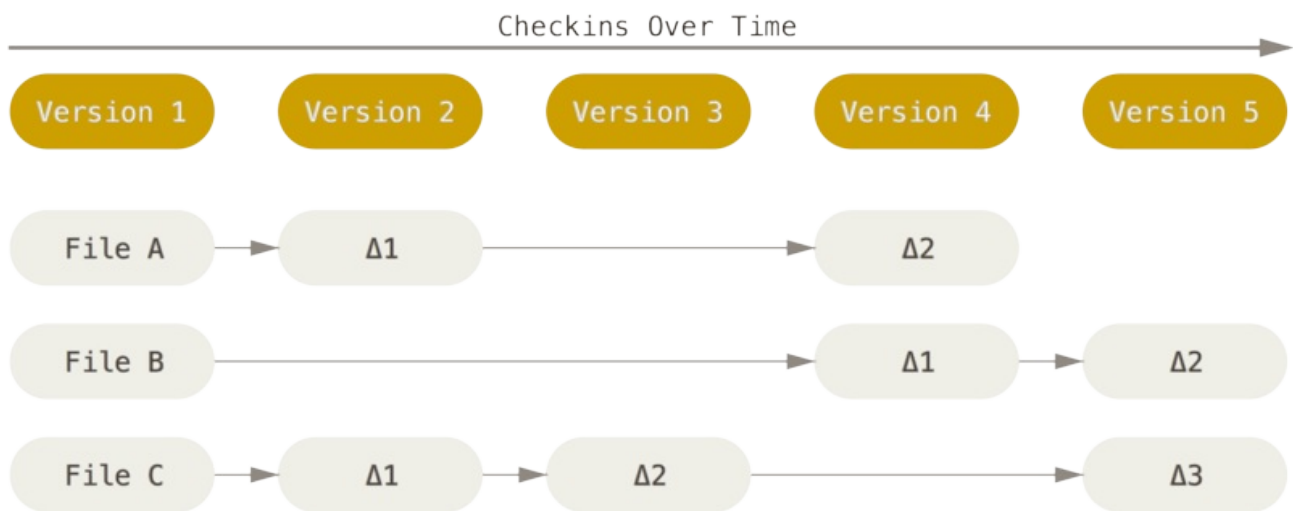 Checkins Over Time
Version 1 Version 2 Version 3 Version 4 Version 5
File A Δ1 Δ2
File B Δ1 Δ2
File C Δ1 Δ2 Δ3